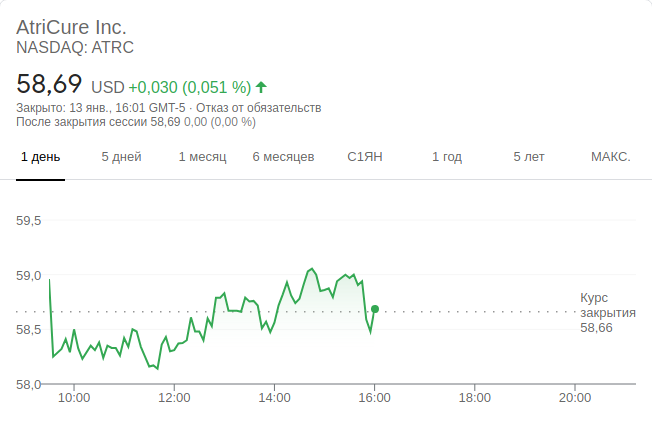 AtriCure Inc.
NASDAQ: ATRC
58,69 USD +0,030 (0,051 %)
Закрыто: 13 янв., 16:01 GMT-5 · Отказ от обязательств
После закрытия сессии 58,69 0,00 (0,00 %)
1 день 5 дней 1 месяц 6 месяцев С1ЯН 1 год 5 лет МАКС.
59,5
59,0
58,5
58,0
Курс
закрытия
58,66
10:00 12:00 14:00 16:00 18:00 20:00